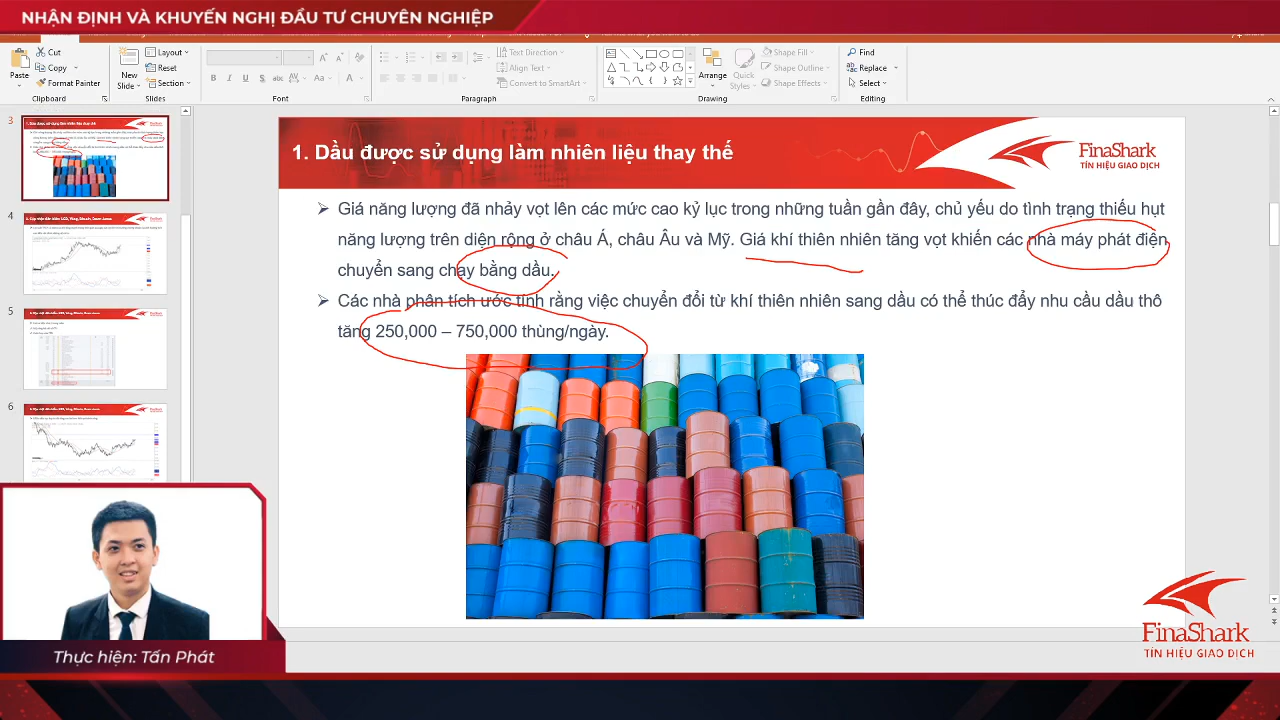 NHẬN ĐỊNH VÀ KHUYẾN NGHỊ ĐẦU TƯ CHUYÊN NGHIỆP
Paste
Cut
Copy
Format Painter
Clipboard
New Slide
Layout
Reset
Section
Slides
B I U S abc AV Aa A
Font
Text Direction
Align Text
Convert to SmartArt
Paragraph
Arrange
Quick Styles
Shape Fill
Shape Outline
Shape Effects
Drawing
Find
Replace
Select
Editing
3
4
5
6
1. Dầu được sử dụng làm nhiên liệu thay thế
FinaShark
TÍN HIỆU GIAO DỊCH
Giá năng lượng đã nhảy vọt lên các mức cao kỷ lục trong những tuần gần đây, chủ yếu do tình trạng thiếu hụt
năng lượng trên diện rộng ở châu Á, châu Âu và Mỹ. Giá khí thiên nhiên tăng vọt khiến các nhà máy phát điện
chuyển sang chạy bằng dầu.
Các nhà phân tích ước tính rằng việc chuyển đổi từ khí thiên nhiên sang dầu có thể thúc đẩy nhu cầu dầu thô
tăng 250,000 – 750,000 thùng/ngày.
FinaShark
TÍN HIỆU GIAO DỊCH
Thực hiện: Tấn Phát